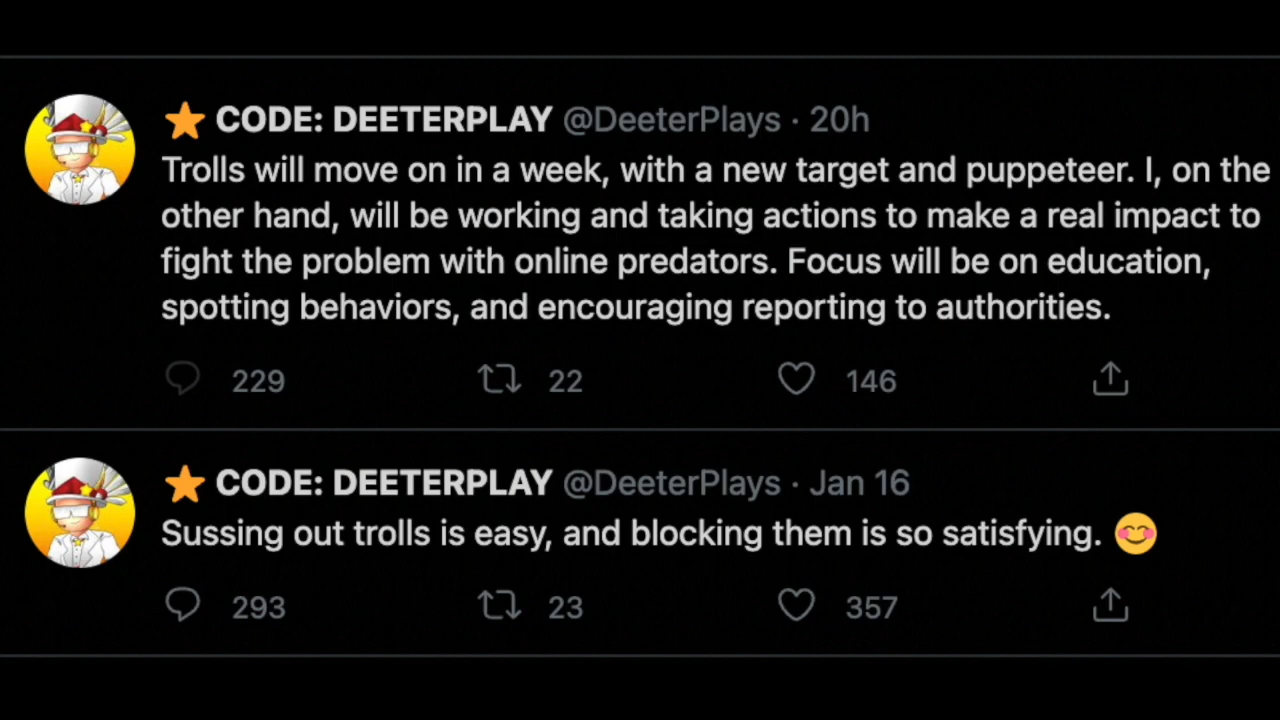 ⭐ CODE: DEETERPLAY @DeeterPlays · 20h
Trolls will move on in a week, with a new target and puppeteer. I, on the
other hand, will be working and taking actions to make a real impact to
fight the problem with online predators. Focus will be on education,
spotting behaviors, and encouraging reporting to authorities.
229 22 146
⭐ CODE: DEETERPLAY @DeeterPlays · Jan 16
Sussing out trolls is easy, and blocking them is so satisfying. 😊
293 23 357